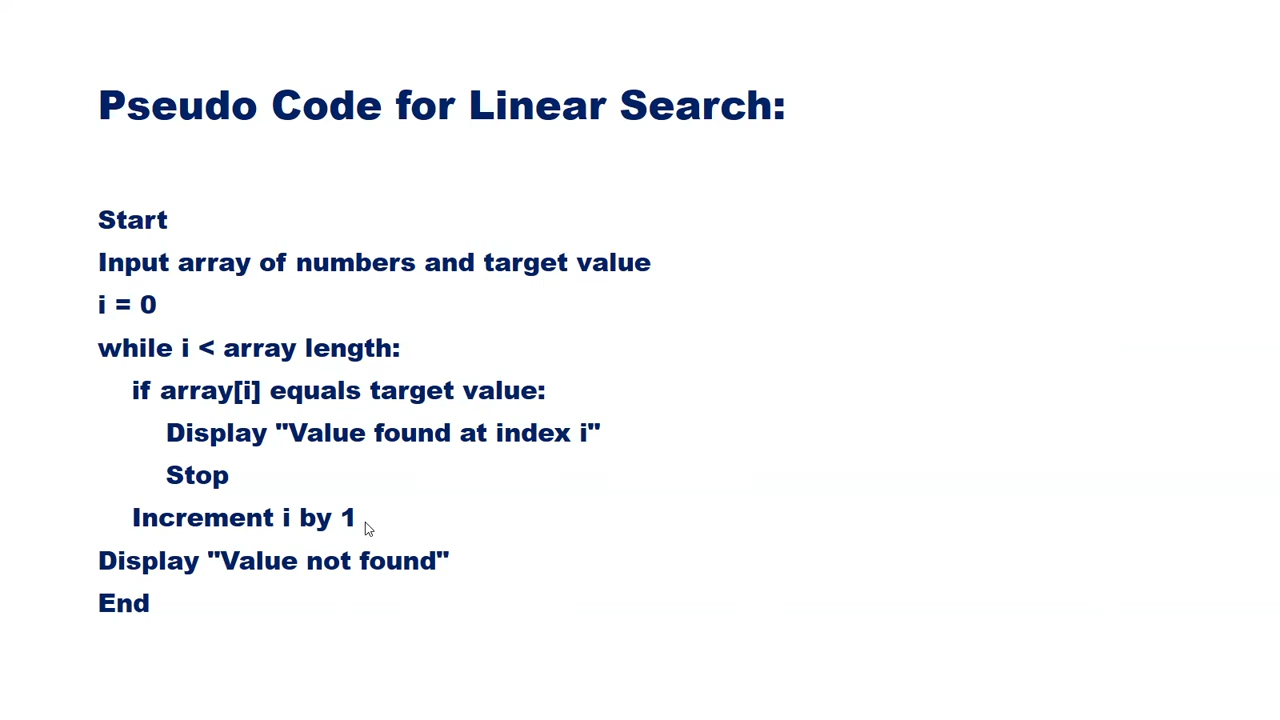 Pseudo Code for Linear Search:
Start
Input array of numbers and target value
i = 0
while i < array length:
if array[i] equals target value:
Display "Value found at index i"
Stop
Increment i by 1
Display "Value not found"
End